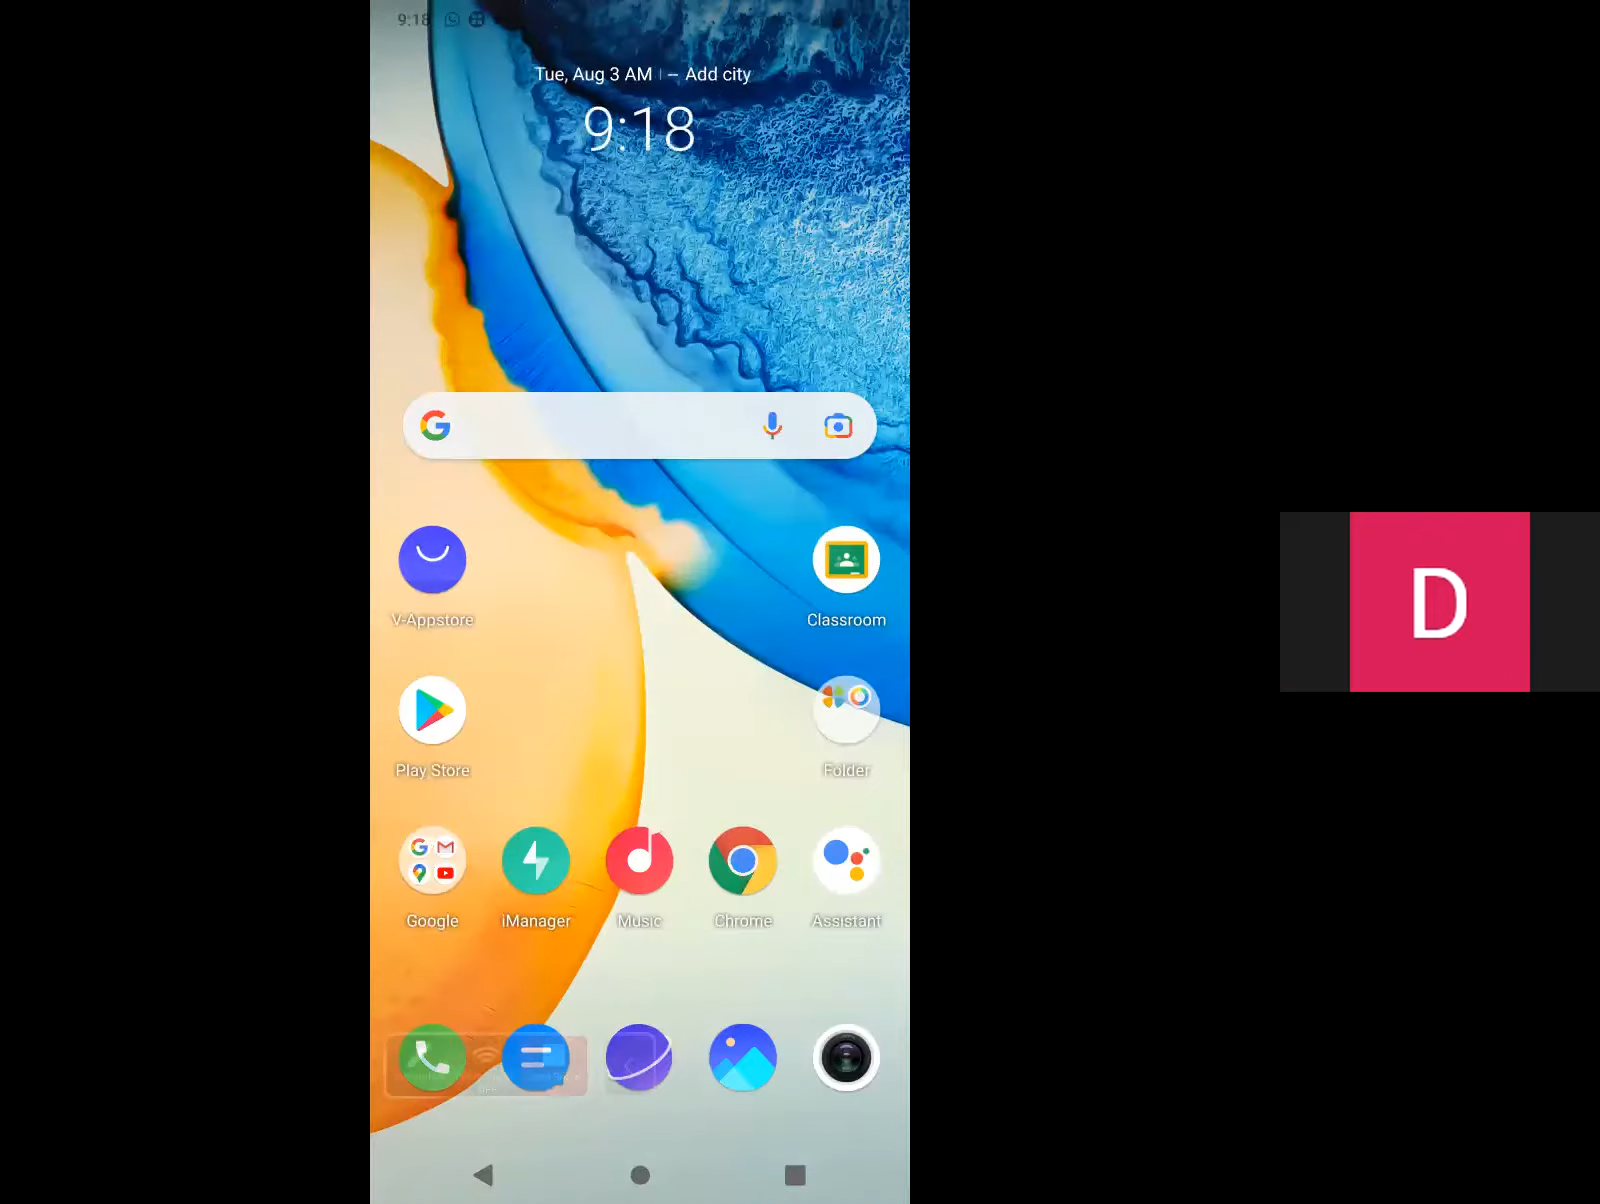 9:18
Tue, Aug 3 AM | -- Add city
9:18
V-Appstore
Classroom
Play Store
Folder
Google
iManager
Music
Chrome
Assistant
D